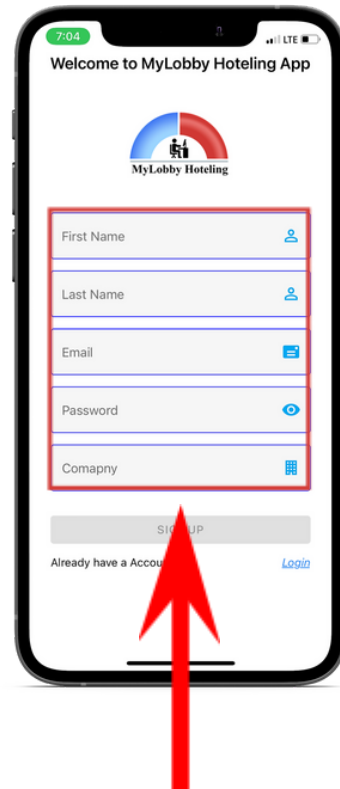 7:04
LTE
Welcome to MyLobby Hoteling App
MyLobby Hoteling
First Name
Last Name
Email
Password
Comapny
Already have a
Login